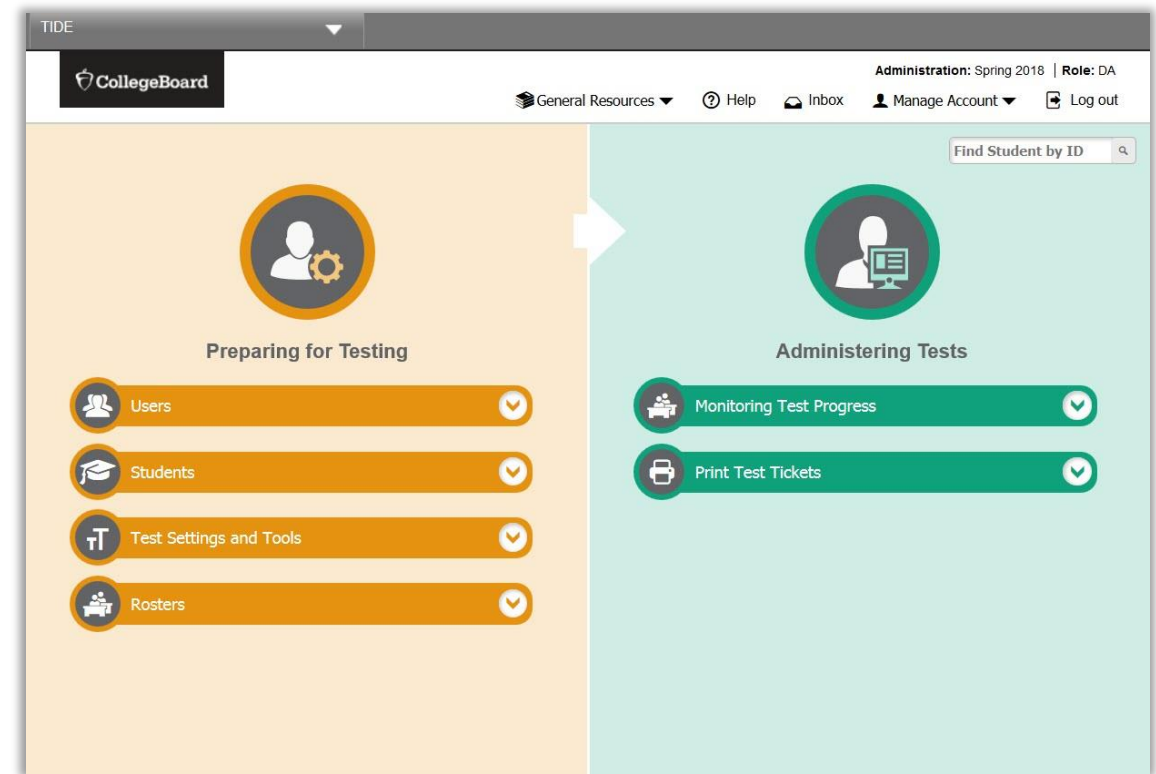 TIDE
CollegeBoard
Administration: Spring 2018 | Role: DA
General Resources Help Inbox Manage Account Log out
Find Student by ID
Preparing for Testing
Users
Students
Test Settings and Tools
Rosters
Administering Tests
Monitoring Test Progress
Print Test Tickets